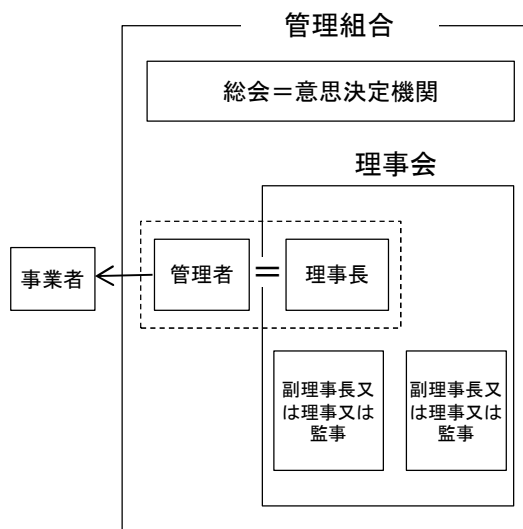 管理組合
総会＝意思決定機関
理事会
事業者
管理者
＝
理事長
副理事長又
は理事又は
監事
副理事長又
は理事又は
監事